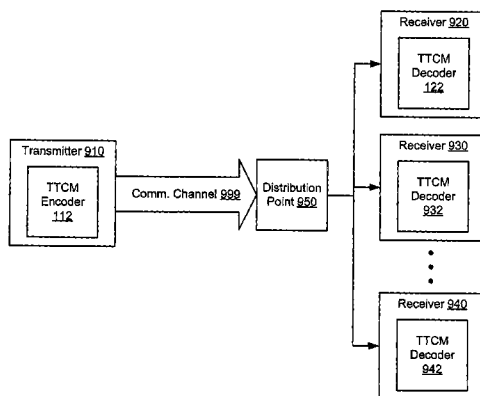 Receiver 920
TTCM
Decoder
122
Transmitter 910
TTCM
Encoder
112
Comm. Channel 999
Distribution
Point 950
Receiver 930
TTCM
Decoder
932
Receiver 940
TTCM
Decoder
942